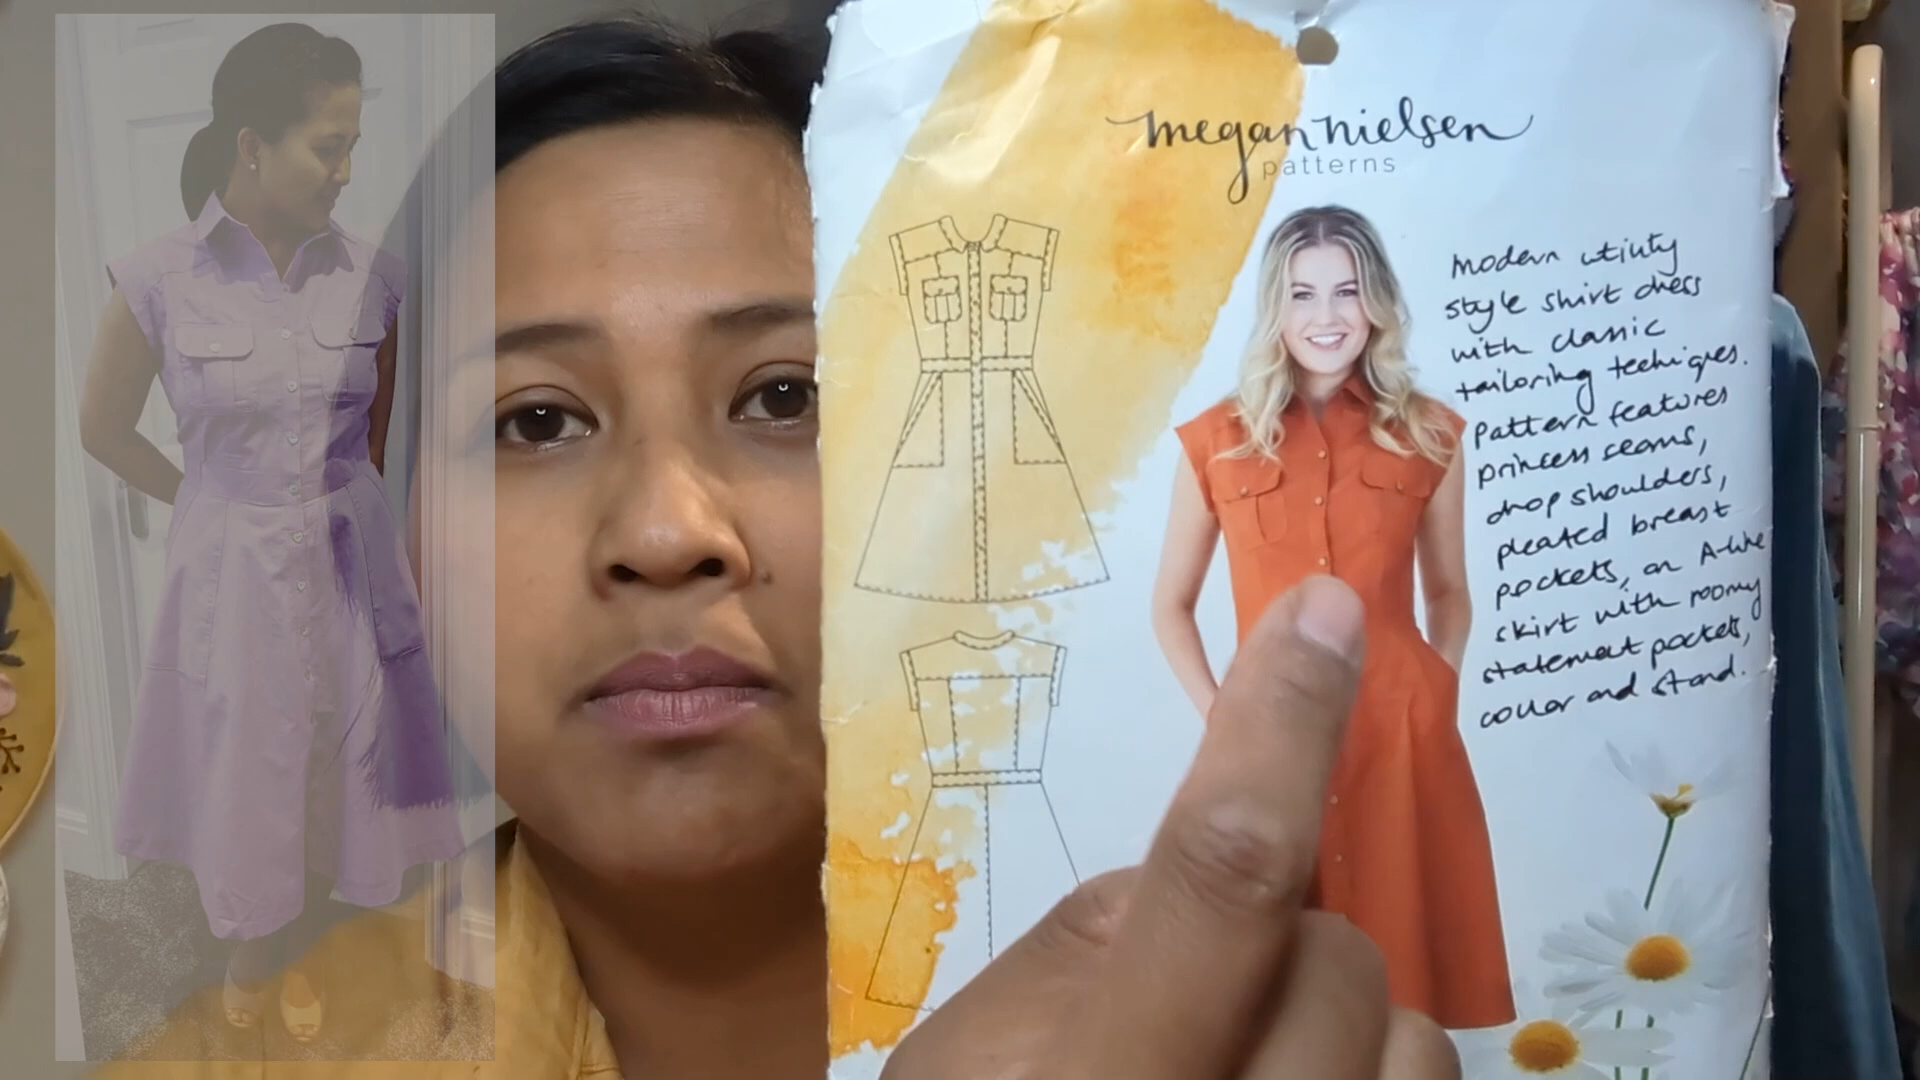 megan nielsen
patterns
Modern utility
style shirt dress
with classic
tailoring techiqes.
Pattern features
princess seams,
drop shoulders,
pleated breast
pockets, an A-line
skirt with roomy
statement pockets,
collar and stand.